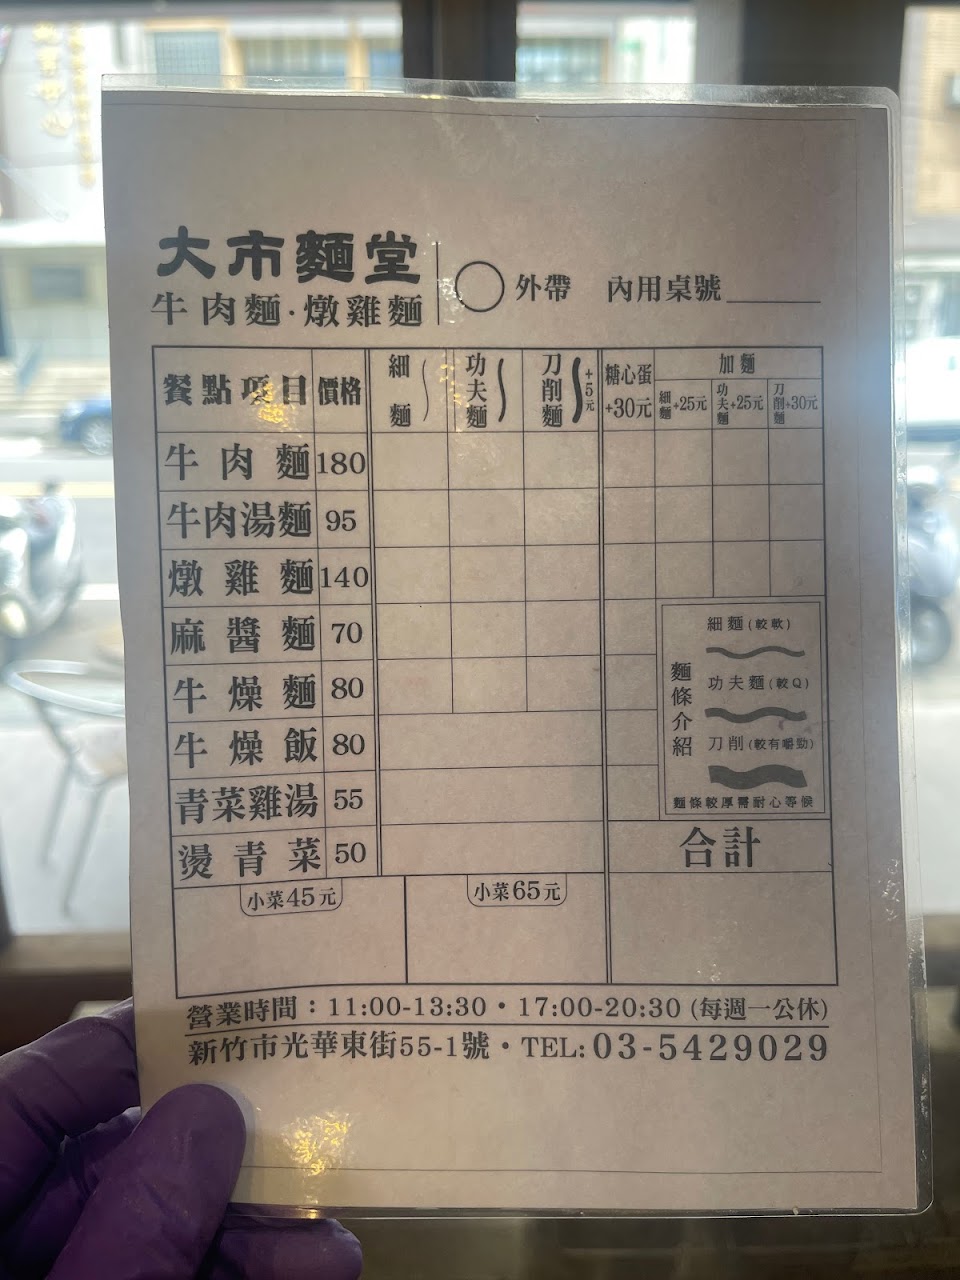 大市麵堂
牛肉麵·燉雞麵
外帶 內用桌號
餐點項目 價格 細麵 功夫麵 刀削麵 +5元 糖心蛋 +30元 加麵 細麵+25元 功夫麵+25元 刀削麵+30元
牛肉麵 180
牛肉湯麵 95
燉雞麵 140
麻醬麵 70
牛燥麵 80
牛燥飯 80
青菜雞湯 55
燙青菜 50
麵條介紹
細麵(較軟)
功夫麵(較Q)
刀削(較有嚼勁)
麵條較厚需耐心等候
合計
小菜45元 小菜65元
營業時間：11:00-13:30·17:00-20:30 (每週一公休)
新竹市光華東街55-1號·TEL: 03-5429029